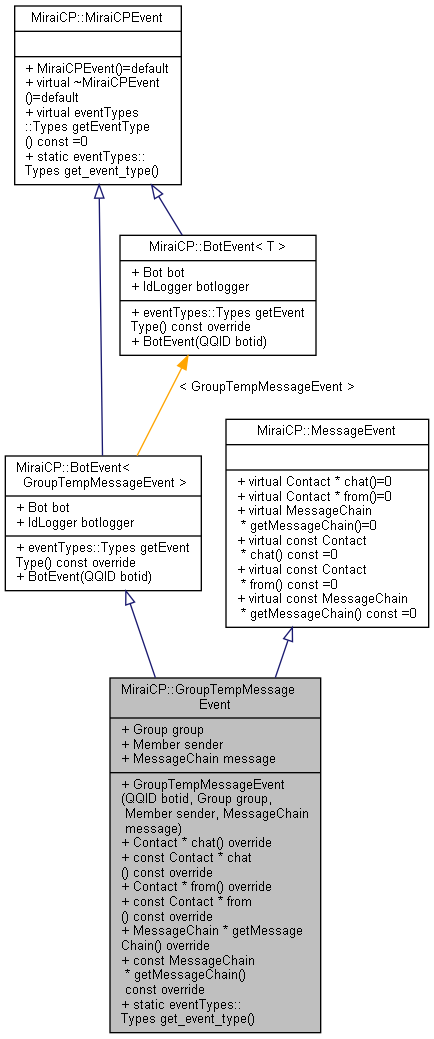 MiraiCP::MiraiCPEvent
+ MiraiCPEvent()=default
+ virtual ~MiraiCPEvent
()=default
+ virtual eventTypes
::Types getEventType
() const =0
+ static eventTypes::
Types get_event_type()
MiraiCP::BotEvent< T >
+ Bot bot
+ IdLogger botlogger
+ eventTypes::Types getEvent
Type() const override
+ BotEvent(QQID botid)
< GroupTempMessageEvent >
MiraiCP::BotEvent<
GroupTempMessageEvent >
+ Bot bot
+ IdLogger botlogger
+ eventTypes::Types getEvent
Type() const override
+ BotEvent(QQID botid)
MiraiCP::MessageEvent
+ virtual Contact * chat()=0
+ virtual Contact * from()=0
+ virtual MessageChain
* getMessageChain()=0
+ virtual const Contact
* chat() const =0
+ virtual const Contact
* from() const =0
+ virtual const MessageChain
* getMessageChain() const =0
MiraiCP::GroupTempMessage
Event
+ Group group
+ Member sender
+ MessageChain message
+ GroupTempMessageEvent
(QQID botid, Group group,
Member sender, MessageChain
message)
+ Contact * chat() override
+ const Contact * chat
() const override
+ Contact * from() override
+ const Contact * from
() const override
+ MessageChain * getMessage
Chain() override
+ const MessageChain
* getMessageChain()
const override
+ static eventTypes::
Types get_event_type()